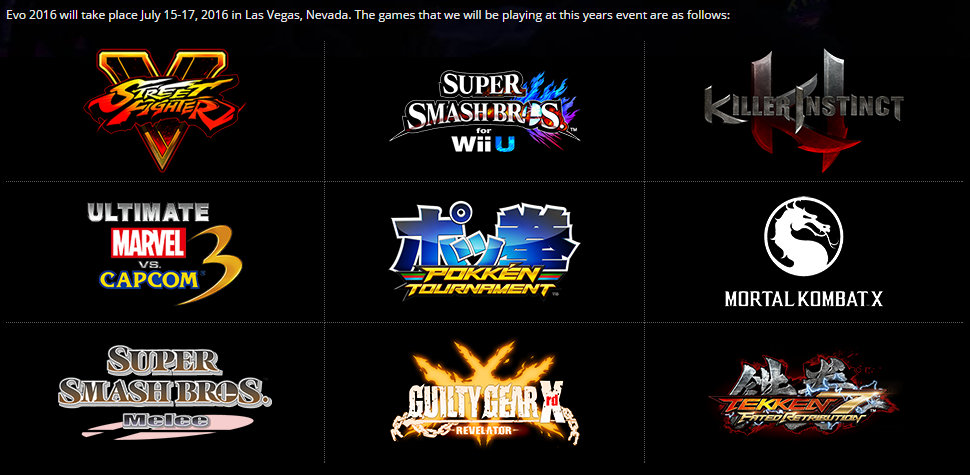 Evo 2016 will take place July 15-17, 2016 in Las Vegas, Nevada. The games that we will be playing at this years event are as follows:
V
STREET
FIGHTER
SUPER
SMASH BROS.™
for
Wii U
KILLER INSTINCT
ULTIMATE
MARVEL
VS.
CAPCOM® 3
ポッ拳
POKKÉN
TOURNAMENT™
MORTAL KOMBAT X
SUPER
SMASH BROS.
Melee
GUILTY GEAR Xrd
-REVELATOR-
鉄拳
TEKKEN 7™
FATED RETRIBUTION